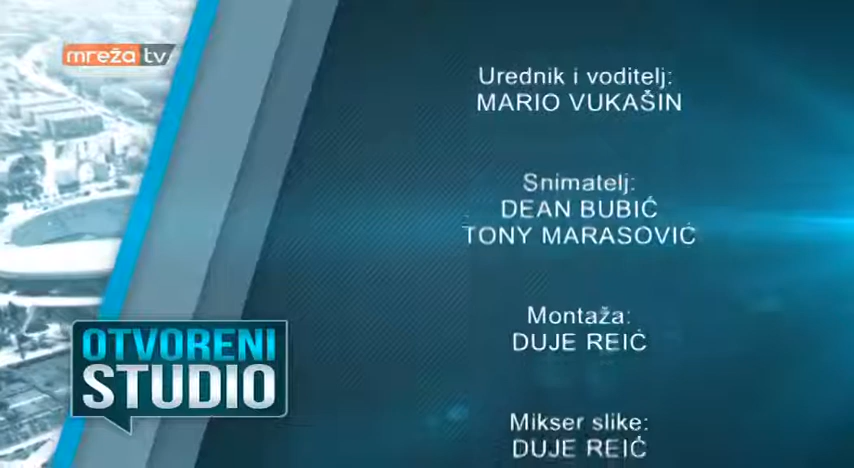 mreža tv
Urednik i voditelj:
MARIO VUKAŠIN
Snimatelj:
DEAN BUBIĆ
TONY MARASOVIĆ
Montaža:
DUJE REIĆ
Mikser slike:
DUJE REIĆ
OTVORENI
STUDIO